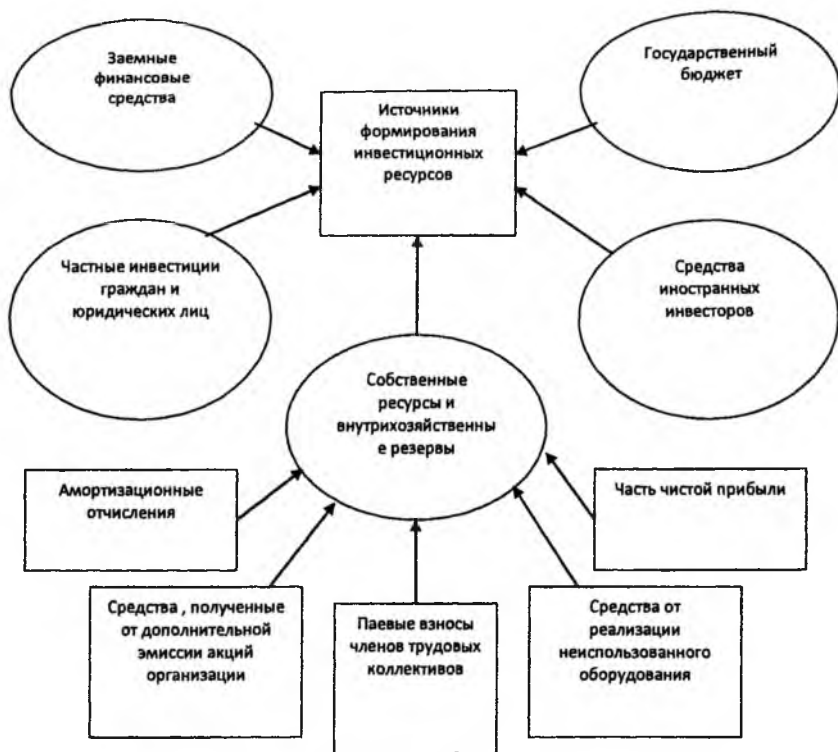 Заемные
финансовые
средства
Государственный
бюджет
Источники
формирования
инвестиционных
ресурсов
Частные инвестиции
граждан и
юридических лиц
Средства
иностранных
инвесторов
Собственные
ресурсы и
внутрихозяйственны
е резервы
Амортизационные
отчисления
Часть чистой прибыли
Средства , полученные
от дополнительной
эмиссии акций
организации
Паевые взносы
членов трудовых
коллективов
Средства от
реализации
неиспользованного
оборудования